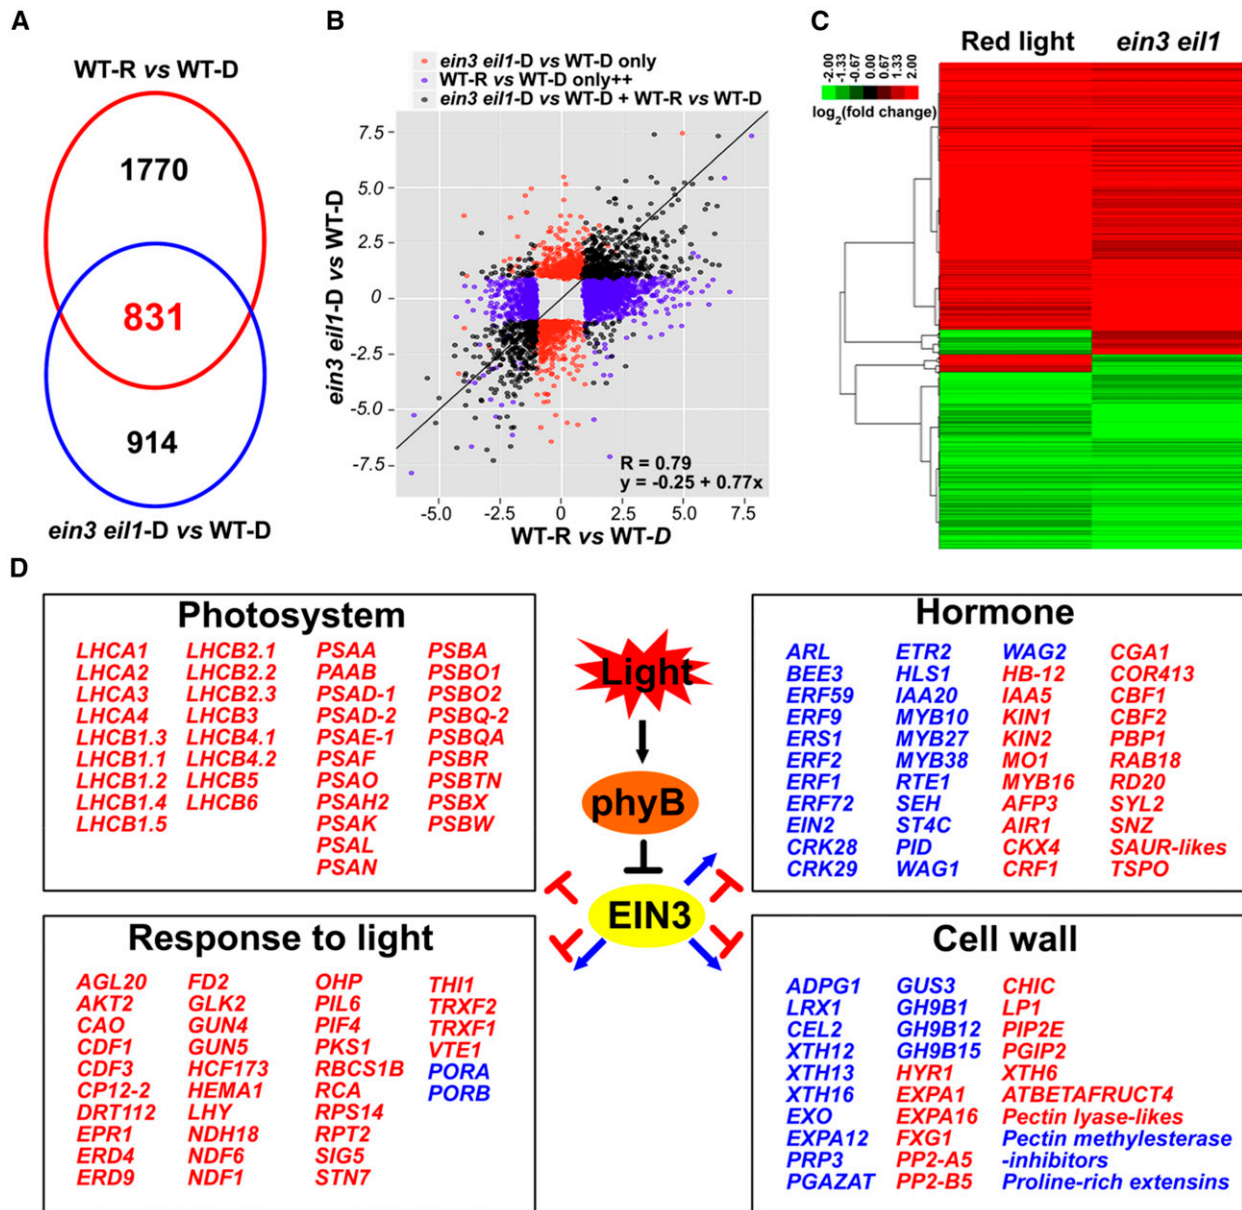 A
WT-R vs WT-D
1770
831
914
ein3 eil1-D vs WT-D
B
ein3 eil1-D vs WT-D only
WT-R vs WT-D only++
ein3 eil1-D vs WT-D + WT-R vs WT-D
ein3 eil1-D vs WT-D
7.5
5.0
2.5
0
-2.5
-5.0
-7.5
R = 0.79
y = -0.25 + 0.77x
-5.0 -2.5 0 2.5 5.0 7.5
WT-R vs WT-D
C
Red light ein3 eil1
-2.00 -1.33 -0.67 0.00 0.67 1.33 2.00
log2(fold change)
D
Photosystem
LHCA1 LHCB2.1 PSAA PSBA
LHCA2 LHCB2.2 PAAB PSBO1
LHCA3 LHCB2.3 PSAD-1 PSBO2
LHCA4 LHCB3 PSAD-2 PSBQ-2
LHCB1.3 LHCB4.1 PSAE-1 PSBQA
LHCB1.1 LHCB4.2 PSAF PSBR
LHCB1.2 LHCB5 PSAO PSBTN
LHCB1.4 LHCB6 PSAH2 PSBX
LHCB1.5 PSAK PSBW
PSAL
PSAN
Light
phyB
EIN3
Hormone
ARL ETR2 WAG2 CGA1
BEE3 HLS1 HB-12 COR413
ERF59 IAA20 IAA5 CBF1
ERF9 MYB10 KIN1 CBF2
ERS1 MYB27 KIN2 PBP1
ERF2 MYB38 MO1 RAB18
ERF1 RTE1 MYB16 RD20
ERF72 SEH AFP3 SYL2
EIN2 ST4C AIR1 SNZ
CRK28 PID CKX4 SAUR-likes
CRK29 WAG1 CRF1 TSPO
Response to light
AGL20 FD2 OHP THI1
AKT2 GLK2 PIL6 TRXF2
CAO GUN4 PIF4 TRXF1
CDF1 GUN5 PKS1 VTE1
CDF3 HCF173 RBCS1B PORA
CP12-2 HEMA1 RCA PORB
DRT112 LHY RPS14
EPR1 NDH18 RPT2
ERD4 NDF6 SIG5
ERD9 NDF1 STN7
Cell wall
ADPG1 GUS3 CHIC
LRX1 GH9B1 LP1
CEL2 GH9B12 PIP2E
XTH12 GH9B15 PGIP2
XTH13 HYR1 XTH6
XTH16 EXPA1 ATBETAFRUCT4
EXO EXPA16 Pectin lyase-likes
EXPA12 FXG1 Pectin methylesterase
PRP3 PP2-A5 -inhibitors
PGAZAT PP2-B5 Proline-rich extensins